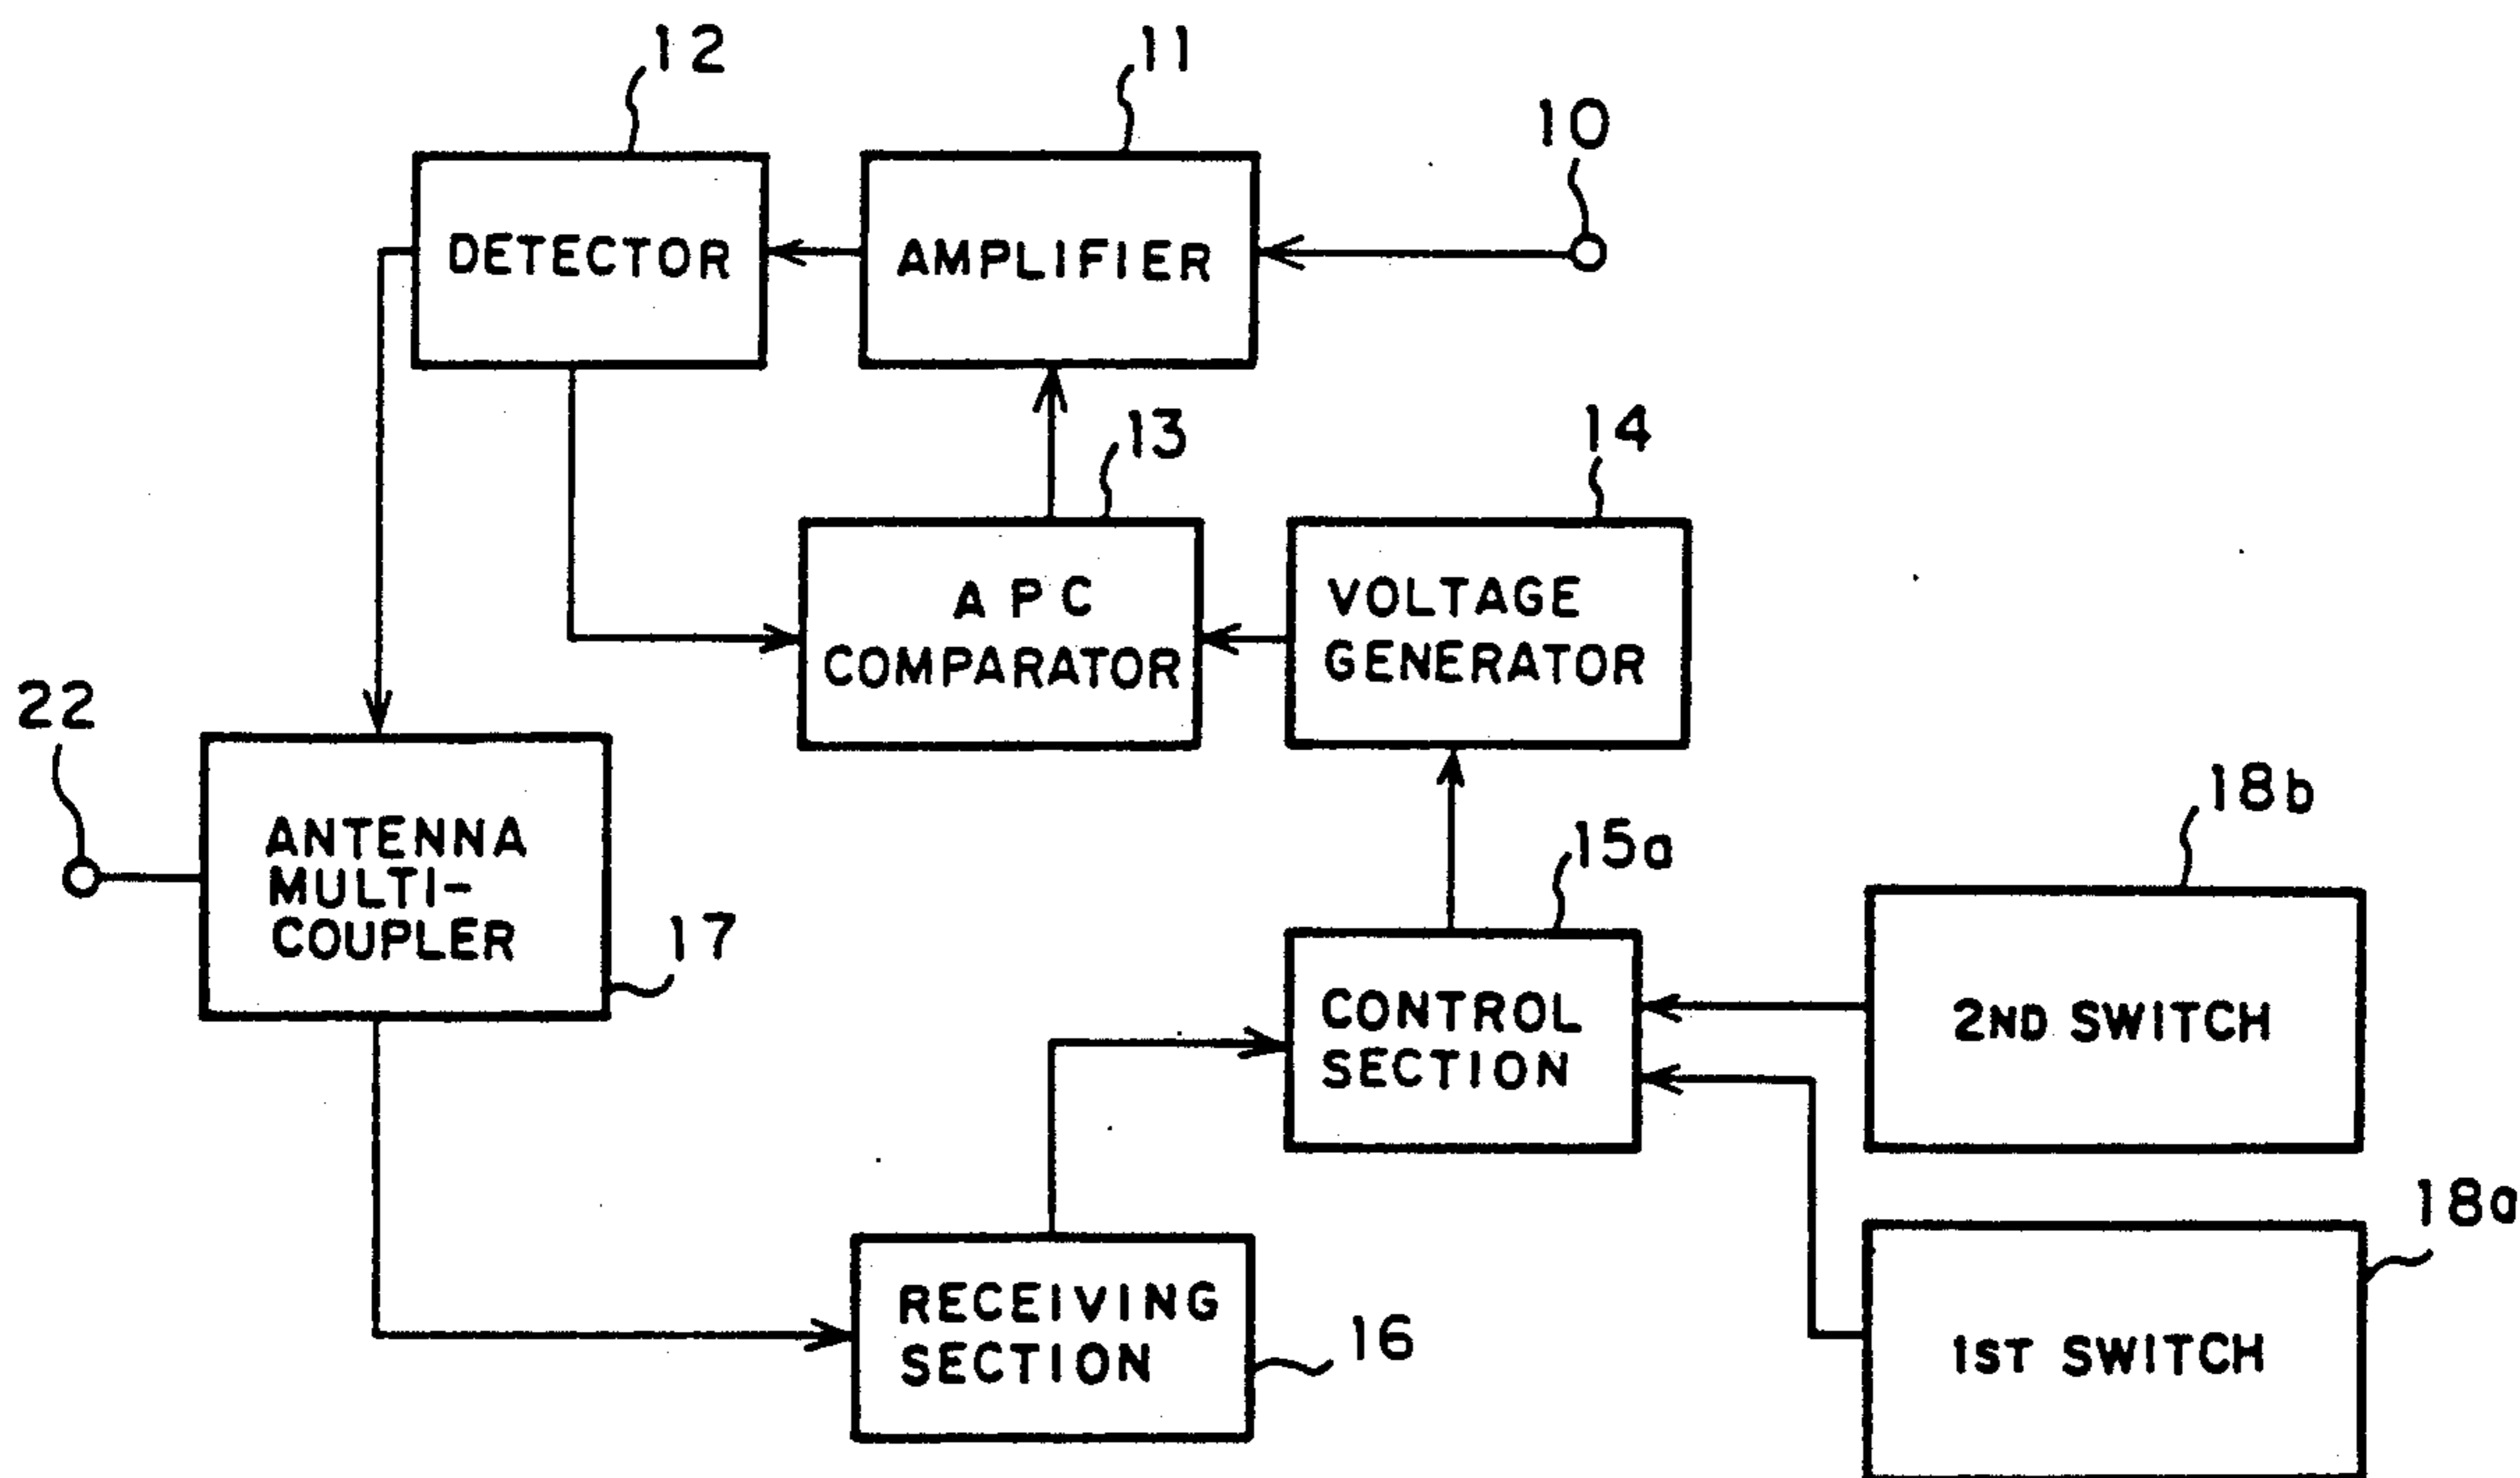 12
11
10
DETECTOR
AMPLIFIER
13
14
A P C
COMPARATOR
VOLTAGE
GENERATOR
22
18b
ANTENNA
MULTI-
COUPLER
15a
17
CONTROL
SECTION
2ND SWITCH
18a
RECEIVING
SECTION
16
1ST SWITCH